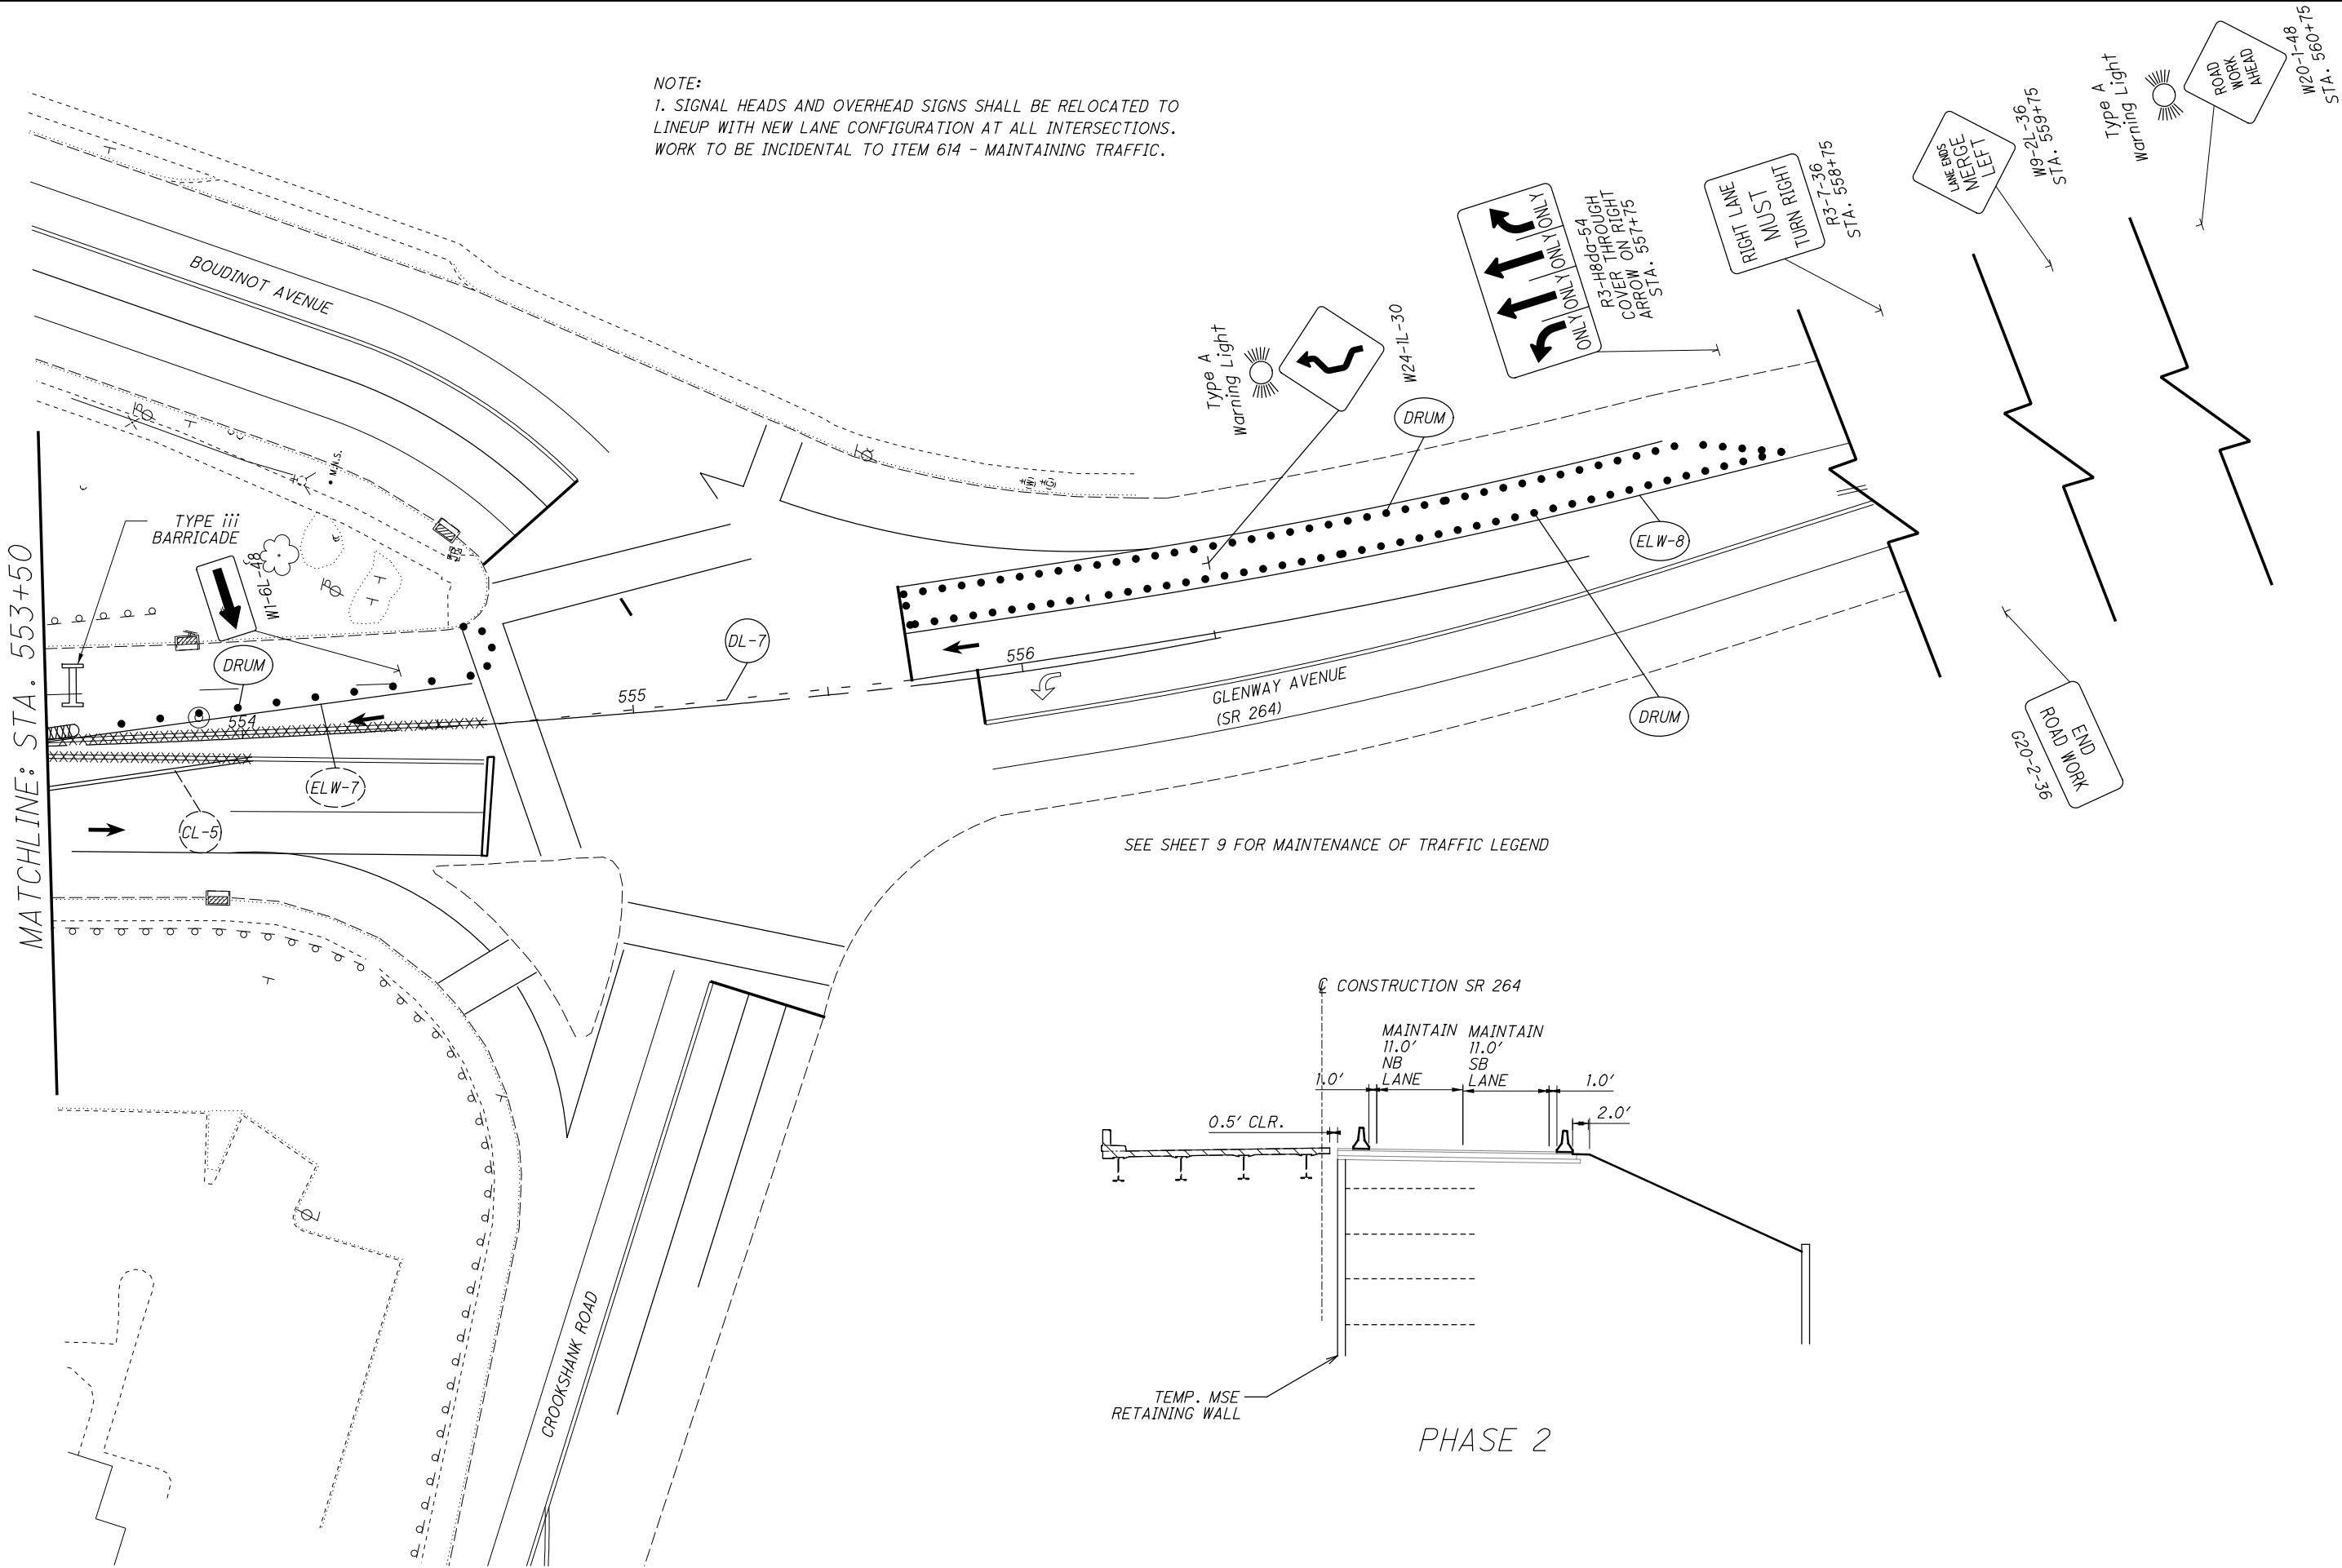 NOTE:
1. SIGNAL HEADS AND OVERHEAD SIGNS SHALL BE RELOCATED TO
LINEUP WITH NEW LANE CONFIGURATION AT ALL INTERSECTIONS.
WORK TO BE INCIDENTAL TO ITEM 614 - MAINTAINING TRAFFIC.
ROAD
WORK
AHEAD
W20-1-48
STA. 560+75
Type A
Warning Light
LANE ENDS
MERGE
LEFT
W9-2L-36
STA. 559+75
RIGHT LANE
MUST
TURN RIGHT
R3-7-36
STA. 558+75
ONLY ONLY ONLY ONLY
R3-H8da-54
COVER THROUGH
ARROW ON RIGHT
STA. 557+75
W24-1L-30
Type A
Warning Light
DRUM
ELW-8
DRUM
BOUDINOT AVENUE
M.N.S.
TYPE iii
BARRICADE
W1-6L-48
DRUM
DL-7
554
555
556
ELW-7
CL-5
GLENWAY AVENUE
(SR 264)
END
ROAD WORK
G20-2-36
MATCHLINE: STA. 553+50
SEE SHEET 9 FOR MAINTENANCE OF TRAFFIC LEGEND
CROOKSHANK ROAD
℄ CONSTRUCTION SR 264
MAINTAIN
11.0'
NB
LANE
MAINTAIN
11.0'
SB
LANE
1.0'
1.0'
2.0'
0.5' CLR.
TEMP. MSE
RETAINING WALL
PHASE 2